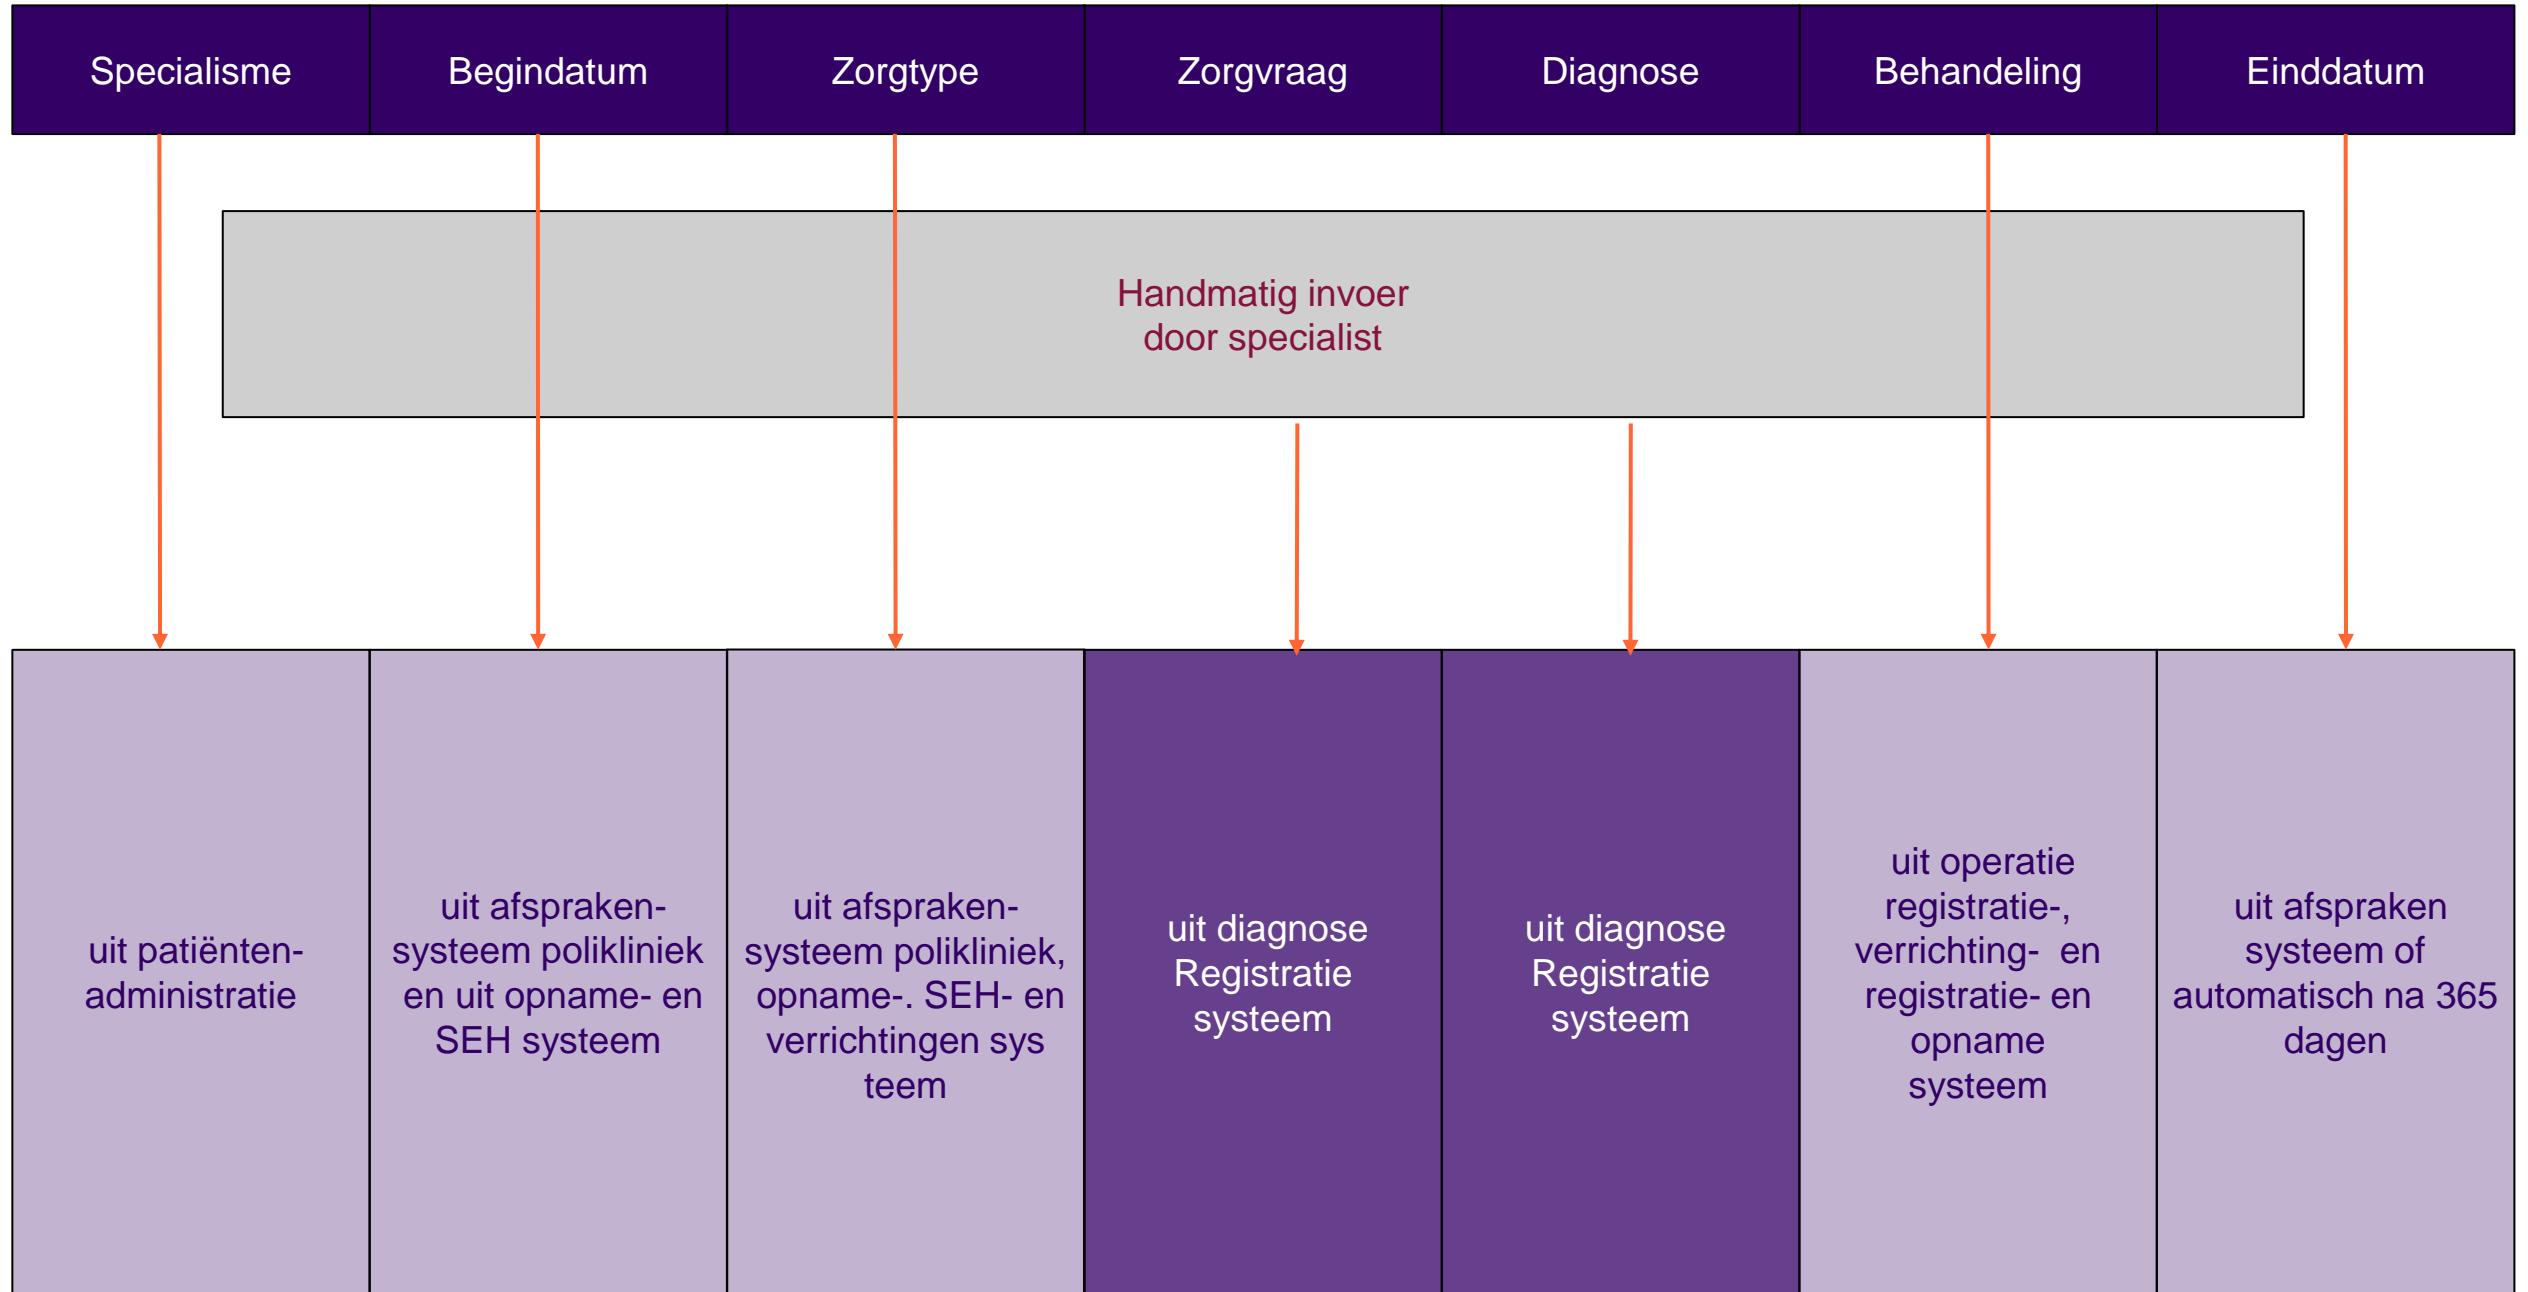 Specialisme
Begindatum
Zorgtype
Zorgvraag
Diagnose
Behandeling
Einddatum
Handmatig invoer
door specialist
uit patiënten-
administratie
uit afspraken-
systeem polikliniek
en uit opname- en
SEH systeem
uit afspraken-
systeem polikliniek,
opname-. SEH- en
verrichtingen sys
teem
uit diagnose
Registratie
systeem
uit diagnose
Registratie
systeem
uit operatie
registratie-,
verrichting-  en
registratie- en
opname
systeem
uit afspraken
systeem of
automatisch na 365
dagen